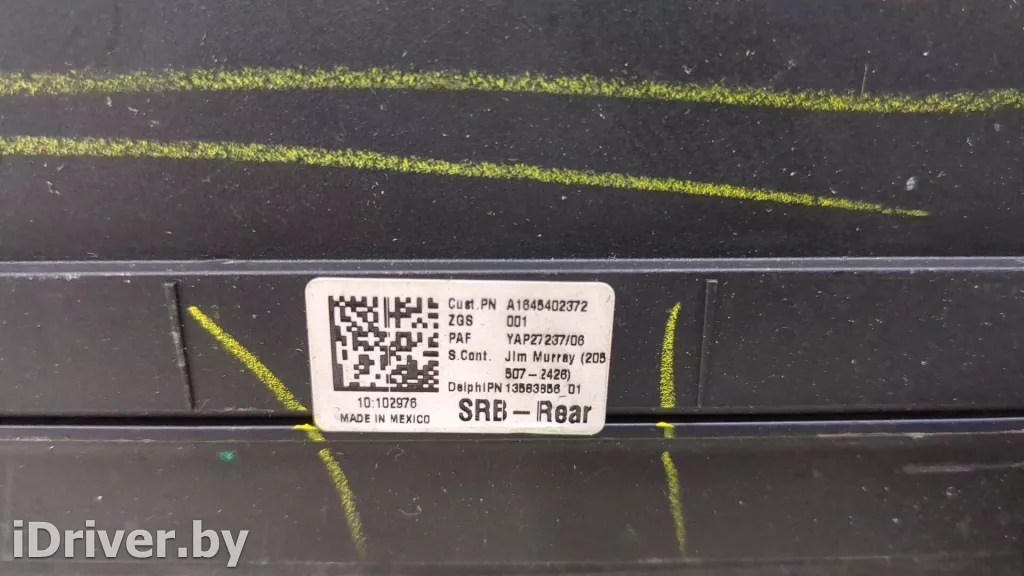 Cust.PN A1645402372
ZGS 001
PAF YAP27237/06
S.Cont. Jim Murray (205
507-2426)
DelphiPN 13583856_01
10:102976
MADE IN MEXICO
SRB-Rear
iDriver.by